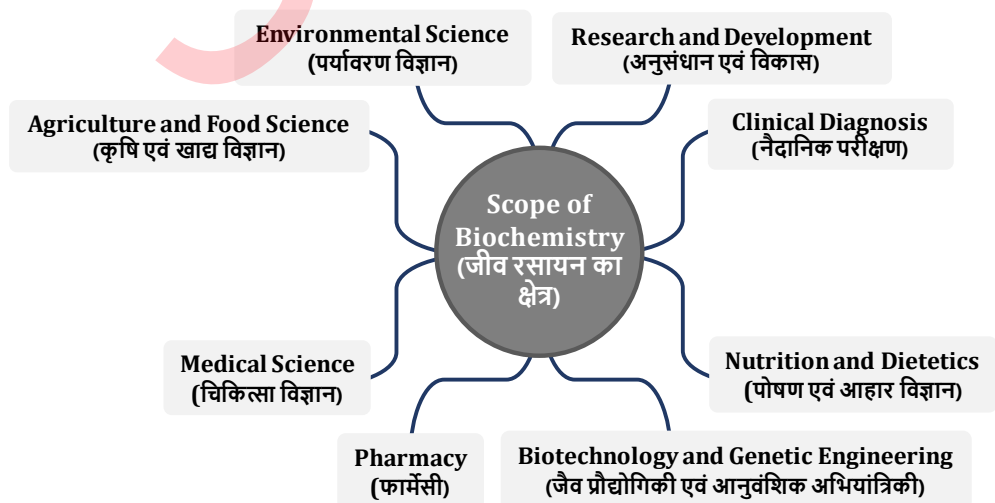 Environmental Science
(पर्यावरण विज्ञान)
Research and Development
(अनुसंधान एवं विकास)
Agriculture and Food Science
(कृषि एवं खाद्य विज्ञान)
Clinical Diagnosis
(नैदानिक परीक्षण)
Scope of
Biochemistry
(जीव रसायन का
क्षेत्र)
Medical Science
(चिकित्सा विज्ञान)
Nutrition and Dietetics
(पोषण एवं आहार विज्ञान)
Pharmacy
(फार्मेसी)
Biotechnology and Genetic Engineering
(जैव प्रौद्योगिकी एवं आनुवंशिक अभियांत्रिकी)